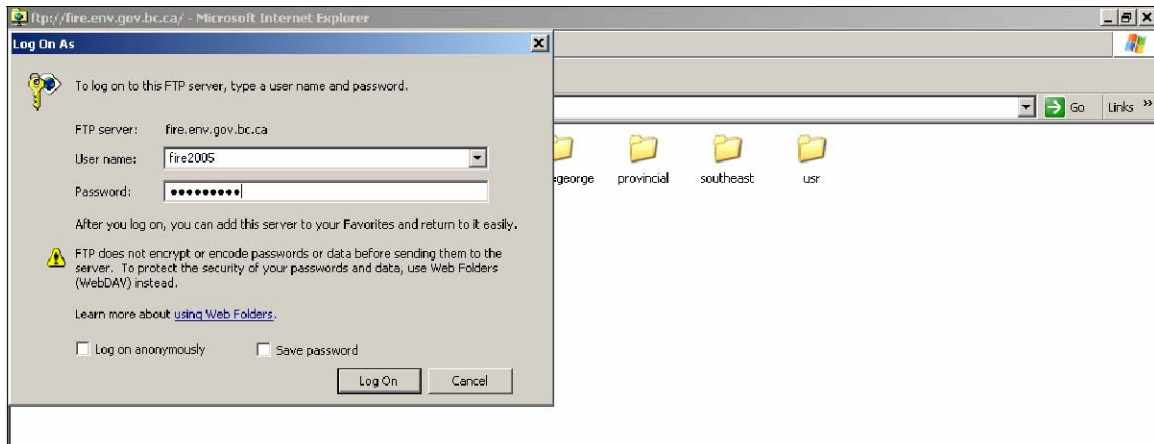 ftp://fire.env.gov.bc.ca/ - Microsoft Internet Explorer
Log On As
To log on to this FTP server, type a user name and password.
FTP server: fire.env.gov.bc.ca
User name: fire2005
Password: •••••••••
After you log on, you can add this server to your Favorites and return to it easily.
FTP does not encrypt or encode passwords or data before sending them to the
server. To protect the security of your passwords and data, use Web Folders
(WebDAV) instead.
Learn more about using Web Folders.
Log on anonymously Save password
Log On Cancel
Go Links »
george provincial southeast usr